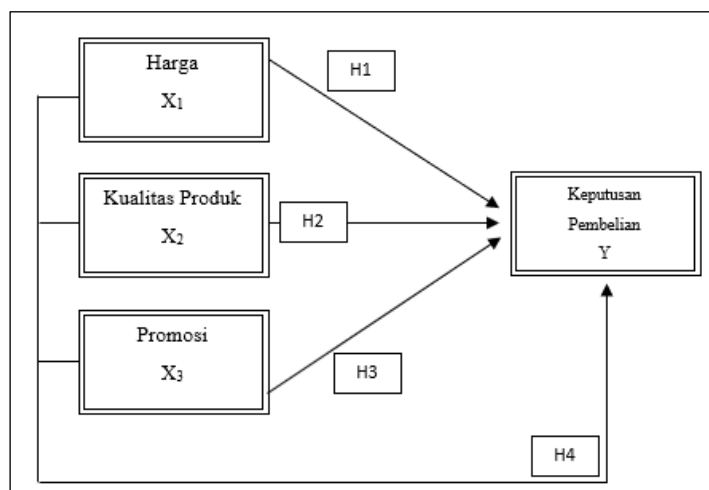 Harga
X₁
H1
Kualitas Produk
X₂
H2
Keputusan
Pembelian
Y
Promosi
X₃
H3
H4